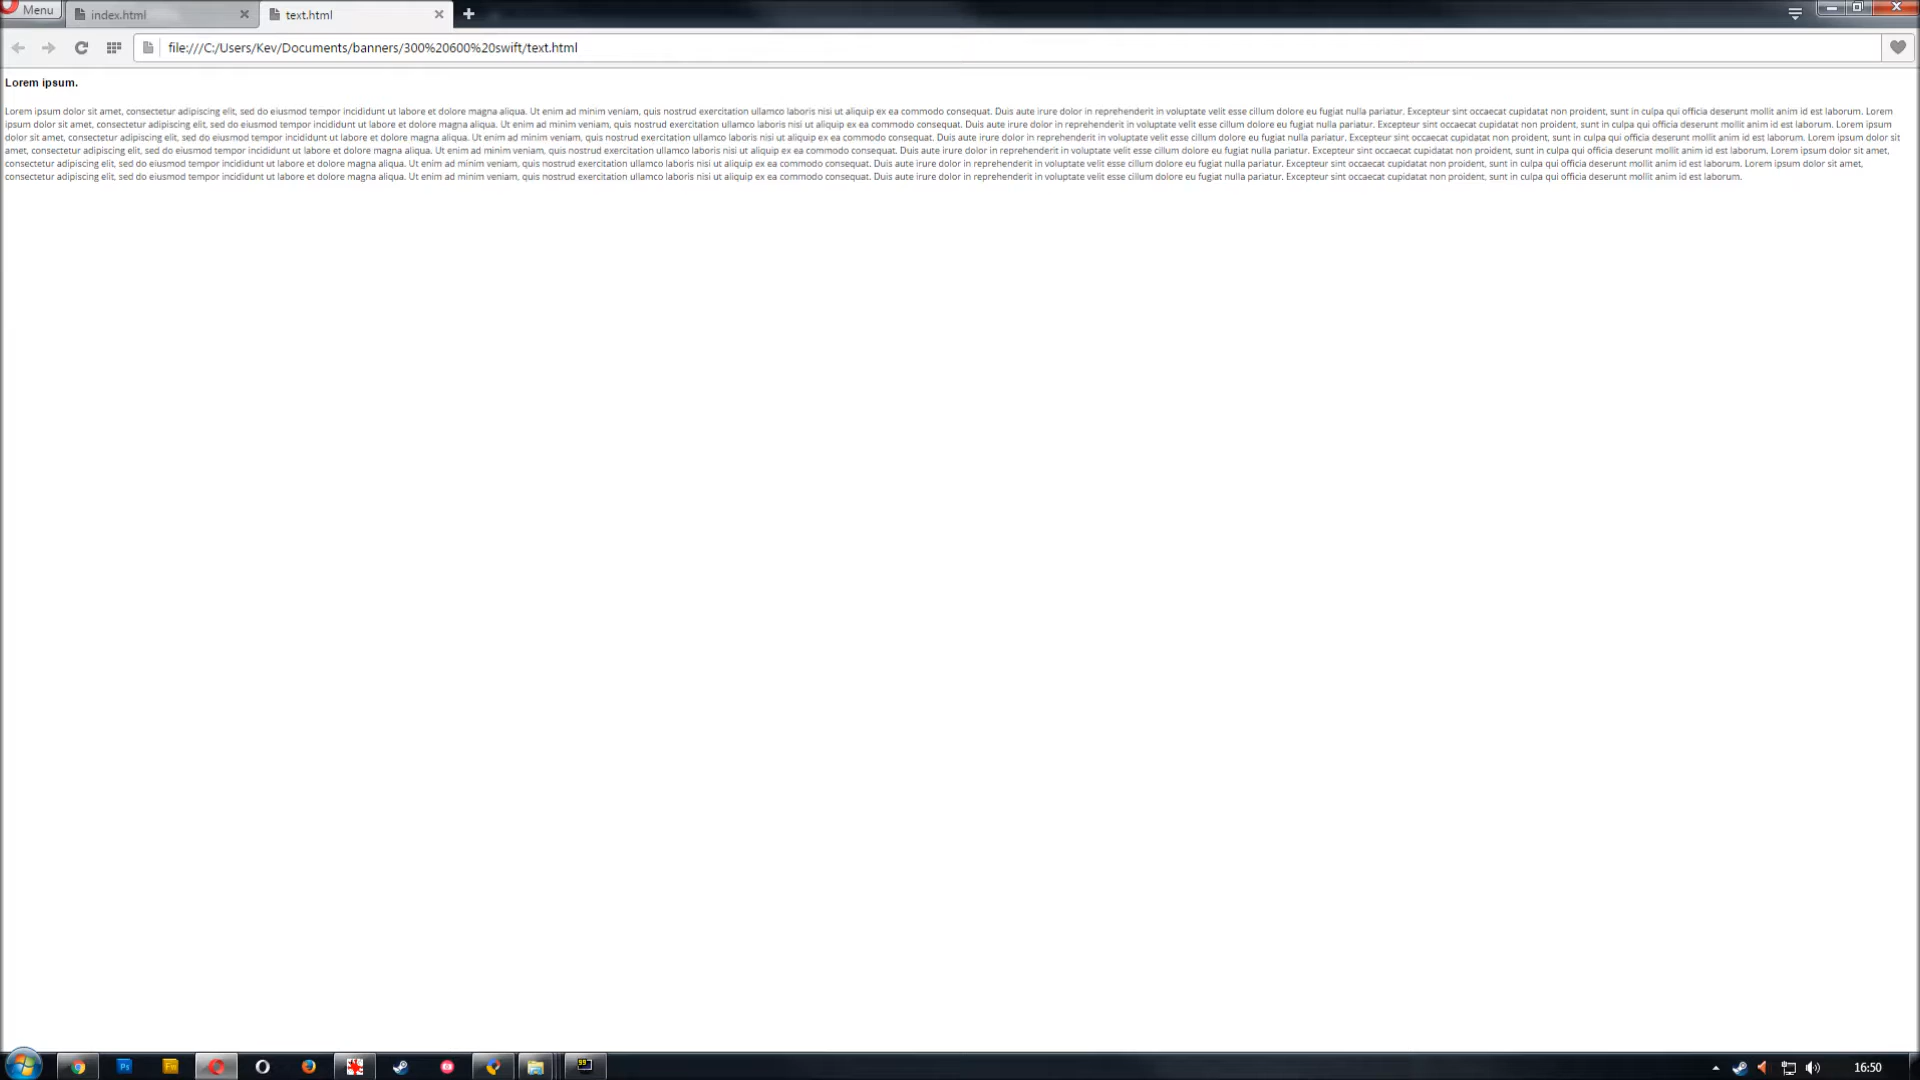 Menu
index.html
text.html
file:///C:/Users/Kev/Documents/banners/300%20600%20swift/text.html
Lorem ipsum.
Lorem ipsum dolor sit amet, consectetur adipiscing elit, sed do eiusmod tempor incididunt ut labore et dolore magna aliqua. Ut enim ad minim veniam, quis nostrud exercitation ullamco laboris nisi ut aliquip ex ea commodo consequat. Duis aute irure dolor in reprehenderit in voluptate velit esse cillum dolore eu fugiat nulla pariatur. Excepteur sint occaecat cupidatat non proident, sunt in culpa qui officia deserunt mollit anim id est laborum. Lorem
ipsum dolor sit amet, consectetur adipiscing elit, sed do eiusmod tempor incididunt ut labore et dolore magna aliqua. Ut enim ad minim veniam, quis nostrud exercitation ullamco laboris nisi ut aliquip ex ea commodo consequat. Duis aute irure dolor in reprehenderit in voluptate velit esse cillum dolore eu fugiat nulla pariatur. Excepteur sint occaecat cupidatat non proident, sunt in culpa qui officia deserunt mollit anim id est laborum. Lorem ipsum
dolor sit amet, consectetur adipiscing elit, sed do eiusmod tempor incididunt ut labore et dolore magna aliqua. Ut enim ad minim veniam, quis nostrud exercitation ullamco laboris nisi ut aliquip ex ea commodo consequat. Duis aute irure dolor in reprehenderit in voluptate velit esse cillum dolore eu fugiat nulla pariatur. Excepteur sint occaecat cupidatat non proident, sunt in culpa qui officia deserunt mollit anim id est laborum. Lorem ipsum dolor sit
amet, consectetur adipiscing elit, sed do eiusmod tempor incididunt ut labore et dolore magna aliqua. Ut enim ad minim veniam, quis nostrud exercitation ullamco laboris nisi ut aliquip ex ea commodo consequat. Duis aute irure dolor in reprehenderit in voluptate velit esse cillum dolore eu fugiat nulla pariatur. Excepteur sint occaecat cupidatat non proident, sunt in culpa qui officia deserunt mollit anim id est laborum. Lorem ipsum dolor sit amet,
consectetur adipiscing elit, sed do eiusmod tempor incididunt ut labore et dolore magna aliqua. Ut enim ad minim veniam, quis nostrud exercitation ullamco laboris nisi ut aliquip ex ea commodo consequat. Duis aute irure dolor in reprehenderit in voluptate velit esse cillum dolore eu fugiat nulla pariatur. Excepteur sint occaecat cupidatat non proident, sunt in culpa qui officia deserunt mollit anim id est laborum. Lorem ipsum dolor sit amet,
consectetur adipiscing elit, sed do eiusmod tempor incididunt ut labore et dolore magna aliqua. Ut enim ad minim veniam, quis nostrud exercitation ullamco laboris nisi ut aliquip ex ea commodo consequat. Duis aute irure dolor in reprehenderit in voluptate velit esse cillum dolore eu fugiat nulla pariatur. Excepteur sint occaecat cupidatat non proident, sunt in culpa qui officia deserunt mollit anim id est laborum.
Ps
Fw
99
16:50